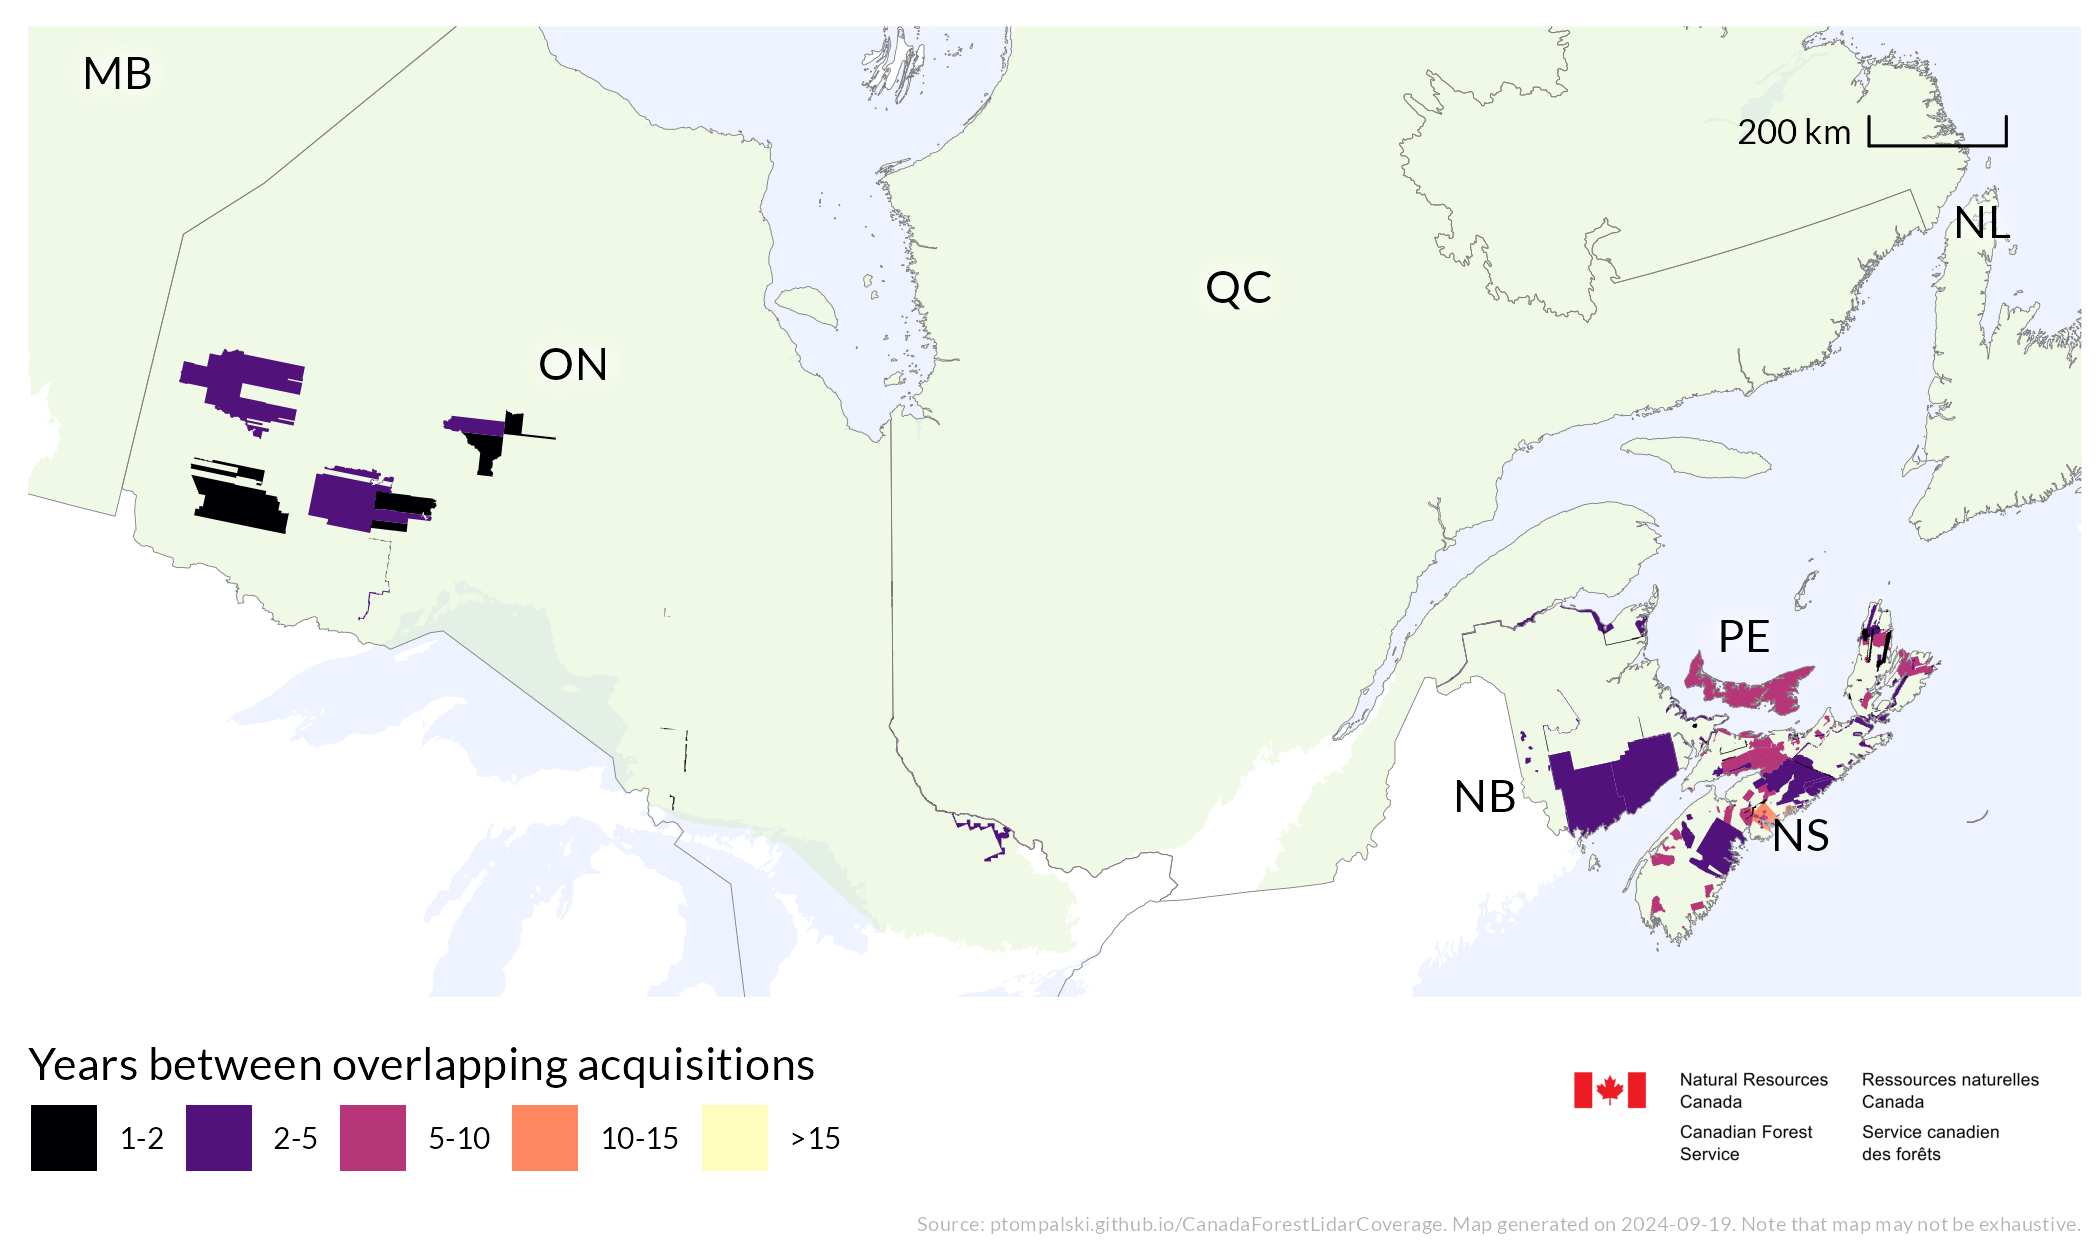 MB
200 km
NL
QC
ON
PE
NB
NS
Years between overlapping acquisitions
1-2
2-5
5-10
10-15
>15
Natural Resources
Canada
Canadian Forest
Service
Ressources naturelles
Canada
Service canadien
des forêts
Source: ptompalski.github.io/CanadaForestLidarCoverage. Map generated on 2024-09-19. Note that map may not be exhaustive.